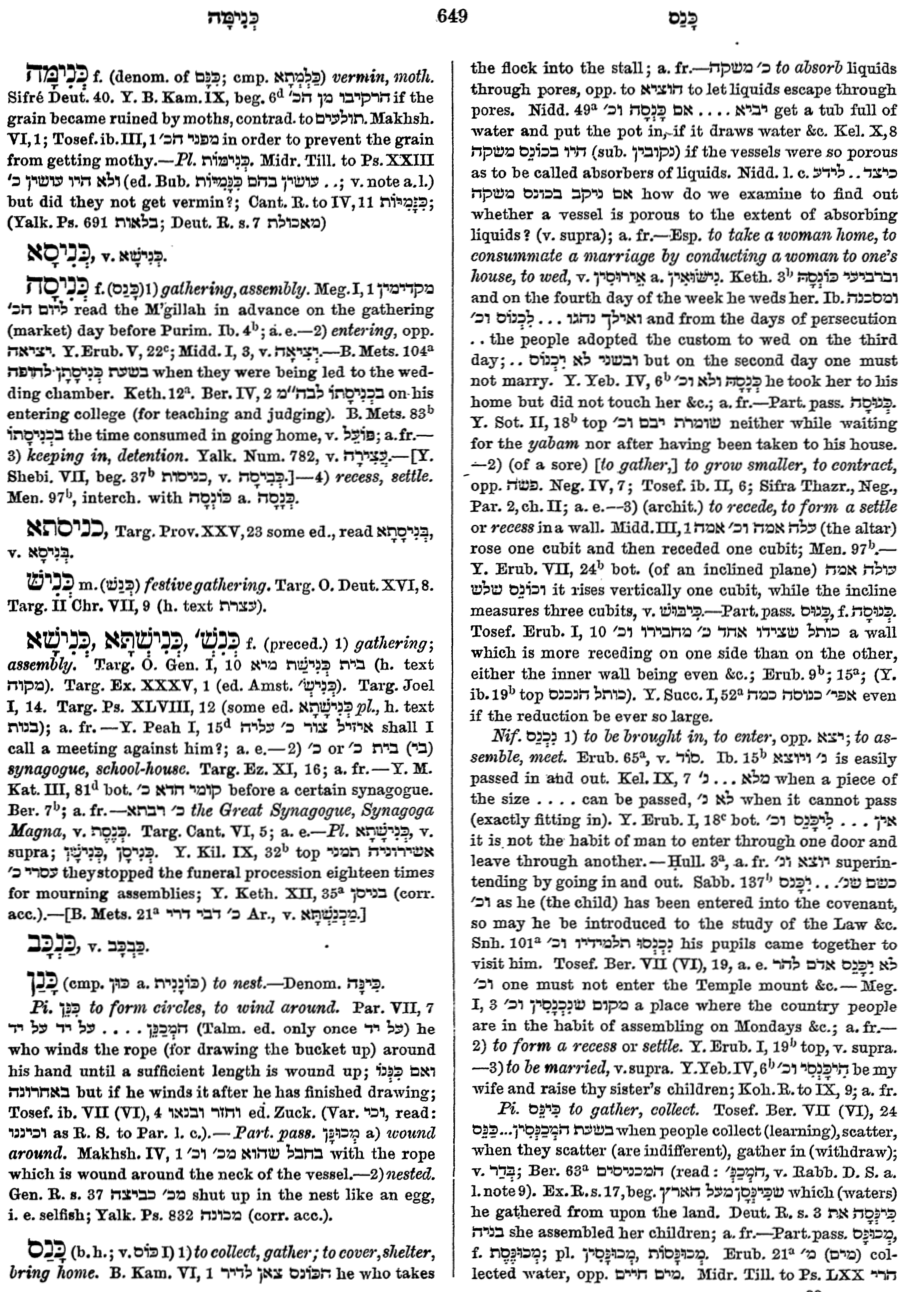 כְּנִימָּה
649
כָּנַס
כְּנִימָּה f. (denom. of כִּנָּם; cmp. כַּלְמְתָא) vermin, moth.
Sifré Deut. 40. Y. B. Kam. IX, beg. 6d הרקיבו מן הכ׳ if the
grain became ruined by moths, contrad. to תולעים. Makhsh.
VI, 1; Tosef. ib. III, 1 מפני הכ׳ in order to prevent the grain
from getting mothy.—Pl. כְּנִימּוֹת. Midr. Till. to Ps. XXIII
ולא היו עושין כ׳ (ed. Bub. עושין בהם כְּנָמִיּוֹת . .; v. note a. l.)
but did they not get vermin?; Cant. R. to IV, 11 כְּנָמִיּוֹת;
(Yalk. Ps. 691 בלאות; Deut. R. s. 7 מאכולת)
כְּנִיסָא, v. כְּנִישָׁא.
כְּנִיסָה f. (כָּנַס) 1) gathering, assembly. Meg. I, 1 מקדימין
ליום הכ׳ read the M'gillah in advance on the gathering
(market) day before Purim. Ib. 4b; a. e.—2) entering, opp.
יציאה. Y. Erub. V, 22c; Midd. I, 3, v. יְצִיאָה.—B. Mets. 104a
בשעת כְּנִיסָתָן לחופה when they were being led to the wed-
ding chamber. Keth. 12a. Ber. IV, 2 בכְנִיסָתוֹ לבה״מ on his
entering college (for teaching and judging). B. Mets. 83b
בכְנִיסָתוֹ the time consumed in going home, v. פּוֹעֵל; a. fr.—
3) keeping in, detention. Yalk. Num. 782, v. עֲצִירָה.—[Y.
Shebi. VII, beg. 37b כניסות, v. כְּבִיסָה.]—4) recess, settle.
Men. 97b, interch. with כּוֹנְסָה a. כָּנְסָה.
כניסתא, Targ. Prov. XXV, 23 some ed., read בְּנִיסָתָא,
v. בְּנִיסָא.
כְּנִישׁ m. (כְּנַשׁ) festive gathering. Targ. O. Deut. XVI, 8.
Targ. II Chr. VII, 9 (h. text עצרת).
כְּנִישָׁא, כְּנִישְׁתָּא, כְּנִשְׁ׳ f. (preced.) 1) gathering;
assembly. Targ. O. Gen. I, 10 בית כְּנִישַׁת מיא (h. text
מקוה). Targ. Ex. XXXV, 1 (ed. Amst. כְּנִישְׁ׳). Targ. Joel
I, 14. Targ. Ps. XLVIII, 12 (some ed. כְּנִישָׁתָא pl., h. text
בנות); a. fr.—Y. Peah I, 15d איזיל צור כ׳ עליה shall I
call a meeting against him?; a. e.—2) כ׳ or בית כ׳ (בי)
synagogue, school-house. Targ. Ez. XI, 16; a. fr.—Y. M.
Kat. III, 81d bot. קומי חדא כ׳ before a certain synagogue.
Ber. 7b; a. fr.—כ׳ רבתא the Great Synagogue, Synagoga
Magna, v. כְּנֶסֶת. Targ. Cant. VI, 5; a. e.—Pl. כְּנִישָׁתָא, v.
supra; כְּנִישָׁן, כְּנִיסָן. Y. Kil. IX, 32b top אשירוניה תמני
עסרי כ׳ they stopped the funeral procession eighteen times
for mourning assemblies; Y. Keth. XII, 35a בניסן (corr.
acc.).—[B. Mets. 21a כ׳ דבי דרי Ar., v. מַכְנַשְׁתָּא.]
כַּנְכָּב, v. כַּבְכָּב.
כָּנַן (cmp. כון a. כּוֹנָנִית) to nest.—Denom. כִּינָּה.
Pi. כִּנֵּן to form circles, to wind around. Par. VII, 7
הַמְכַנֵּן . . . . על יד על יד (Talm. ed. only once על יד) he
who winds the rope (for drawing the bucket up) around
his hand until a sufficient length is wound up; ואם כִּנְּנוֹ
באחרונה but if he winds it after he has finished drawing;
Tosef. ib. VII (VI), 4 וחזר ובנאו ed. Zuck. (Var. וכי, read:
וכיננו as R. S. to Par. l. c.).—Part. pass. מְכוּנָּן a) wound
around. Makhsh. IV, 1 בחבל שהוא מכ׳ וכ׳ with the rope
which is wound around the neck of the vessel.—2) nested.
Gen. R. s. 37 מכ׳ כביצה shut up in the nest like an egg,
i. e. selfish; Yalk. Ps. 832 מכונה (corr. acc.).
כָּנַס (b. h.; v. כּוֹס I) 1) to collect, gather; to cover, shelter,
bring home. B. Kam. VI, 1 הכונס צאן לדיר he who takes
the flock into the stall; a. fr.—כ׳ משקה to absorb liquids
through pores, opp. to הוציא to let liquids escape through
pores. Nidd. 49a יביא . . . . אם כָּנְסָה וכ׳ get a tub full of
water and put the pot in, if it draws water &c. Kel. X, 8
היו בכוֹנֵס משקה (sub. נקובין) if the vessels were so porous
as to be called absorbers of liquids. Nidd. l. c. כיצד . . לידע
אם ניקב בכונס משקה how do we examine to find out
whether a vessel is porous to the extent of absorbing
liquids? (v. supra); a. fr.—Esp. to take a woman home, to
consummate a marriage by conducting a woman to one's
house, to wed, v. אֵירוּסִין a. נִישּׂוּאִין. Keth. 3b וברביעי כּוֹנְסָהּ
and on the fourth day of the week he weds her. Ib. ומסכנה
ואילך נהגו . . . לִכְנוֹס וכ׳ and from the days of persecution
. . the people adopted the custom to wed on the third
day; . . ובשני לא יִכְנוֹס but on the second day one must
not marry. Y. Yeb. IV, 6b כְּנָסָהּ ולא וכ׳ he took her to his
home but did not touch her &c.; a. fr.—Part. pass. כְּנוּסָה.
Y. Sot. II, 18b top שומרת יבם וכ׳ neither while waiting
for the yabam nor after having been taken to his house.
—2) (of a sore) [to gather,] to grow smaller, to contract,
opp. פשה. Neg. IV, 7; Tosef. ib. II, 6; Sifra Thazr., Neg.,
Par. 2, ch. II; a. e.—3) (archit.) to recede, to form a settle
or recess in a wall. Midd. III, 1 עלה אמה וכ׳ אמה (the altar)
rose one cubit and then receded one cubit; Men. 97b.—
Y. Erub. VII, 24b bot. (of an inclined plane) עולה אמה
וכונס שלש it rises vertically one cubit, while the incline
measures three cubits, v. כִּיבּוּשׁ.—Part. pass. כָּנוּס, f. כְּנוּסָה.
Tosef. Erub. I, 10 כותל שצידו אחד כ׳ מחבירו וכ׳ a wall
which is more receding on one side than on the other,
either the inner wall being even &c.; Erub. 9b; 15a; (Y.
ib. 19b top כותל הנכנס). Y. Succ. I, 52a אפי׳ כנוסה כמה even
if the reduction be ever so large.
Nif. נִכְנַס 1) to be brought in, to enter, opp. יצא; to as-
semble, meet. Erub. 65a, v. סוֹד. Ib. 15b נ׳ ויוצא is easily
passed in and out. Kel. IX, 7 מלא . . . נ׳ when a piece of
the size . . . . can be passed, לא נ׳ when it cannot pass
(exactly fitting in). Y. Erub. I, 18c bot. אין . . . לִיכָּנֵס וכ׳
it is not the habit of man to enter through one door and
leave through another.—Hull. 3a, a. fr. יוצא ונ׳ superin-
tending by going in and out. Sabb. 137b כשם שנ׳ . . . יִכָּנֵס
וכ׳ as he (the child) has been entered into the covenant,
so may he be introduced to the study of the Law &c.
Snh. 101a נִכְנְסוּ תלמידיו וכ׳ his pupils came together to
visit him. Tosef. Ber. VII (VI), 19, a. e. לא יִכָּנֵס אדם להר
וכ׳ one must not enter the Temple mount &c.—Meg.
I, 3 מקום שנִכְנָסִין וכ׳ a place where the country people
are in the habit of assembling on Mondays &c.; a. fr.—
2) to form a recess or settle. Y. Erub. I, 19b top, v. supra.
—3) to be married, v. supra. Y. Yeb. IV, 6b הִיכָּנְסִי וכ׳ be my
wife and raise thy sister's children; Koh. R. to IX, 9; a. fr.
Pi. כִּינֵּס to gather, collect. Tosef. Ber. VII (VI), 24
בשעת הַמְכַנְּסִין . . . כַּנֵּס when people collect (learning), scatter,
when they scatter (are indifferent), gather in (withdraw);
v. בְּדַר; Ber. 63a המכניסים (read: הַמְכַנְּ׳, v. Rabb. D. S. a.
l. note 9). Ex. R. s. 17, beg. שכִּינְּסָן מעל הארץ which (waters)
he gathered from upon the land. Deut. R. s. 3 כִּינְּסָה את
בניה she assembled her children; a. fr.—Part. pass. מְכוּנָּס,
f. מְכוּנֶּסֶת; pl. מְכוּנָּסִין, מְכוּנָּסוֹת. Erub. 21a מ׳ (מים) col-
lected water, opp. מים חיים. Midr. Till. to Ps. LXX הרי